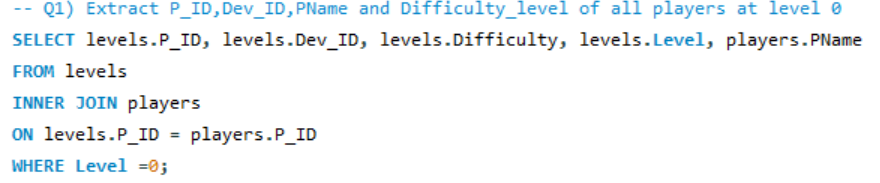 -- Q1) Extract P_ID,Dev_ID,PName and Difficulty_level of all players at level 0
SELECT levels.P_ID, levels.Dev_ID, levels.Difficulty, levels.Level, players.PName
FROM levels
INNER JOIN players
ON levels.P_ID = players.P_ID
WHERE Level =0;